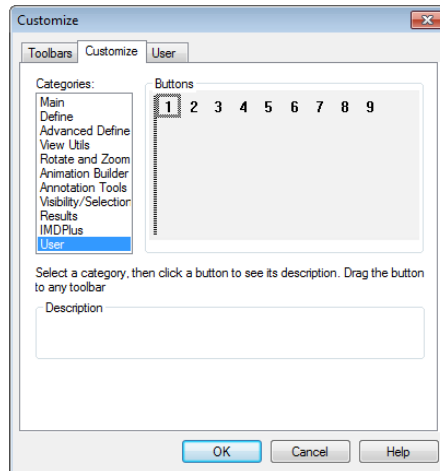 Customize
Toolbars Customize User
Categories:
Main
Define
Advanced Define
View Utils
Rotate and Zoom
Animation Builder
Annotation Tools
Visibility/Selection
Results
IMDPlus
User
Buttons
1 2 3 4 5 6 7 8 9
Select a category, then click a button to see its description. Drag the button
to any toolbar
Description
OK Cancel Help